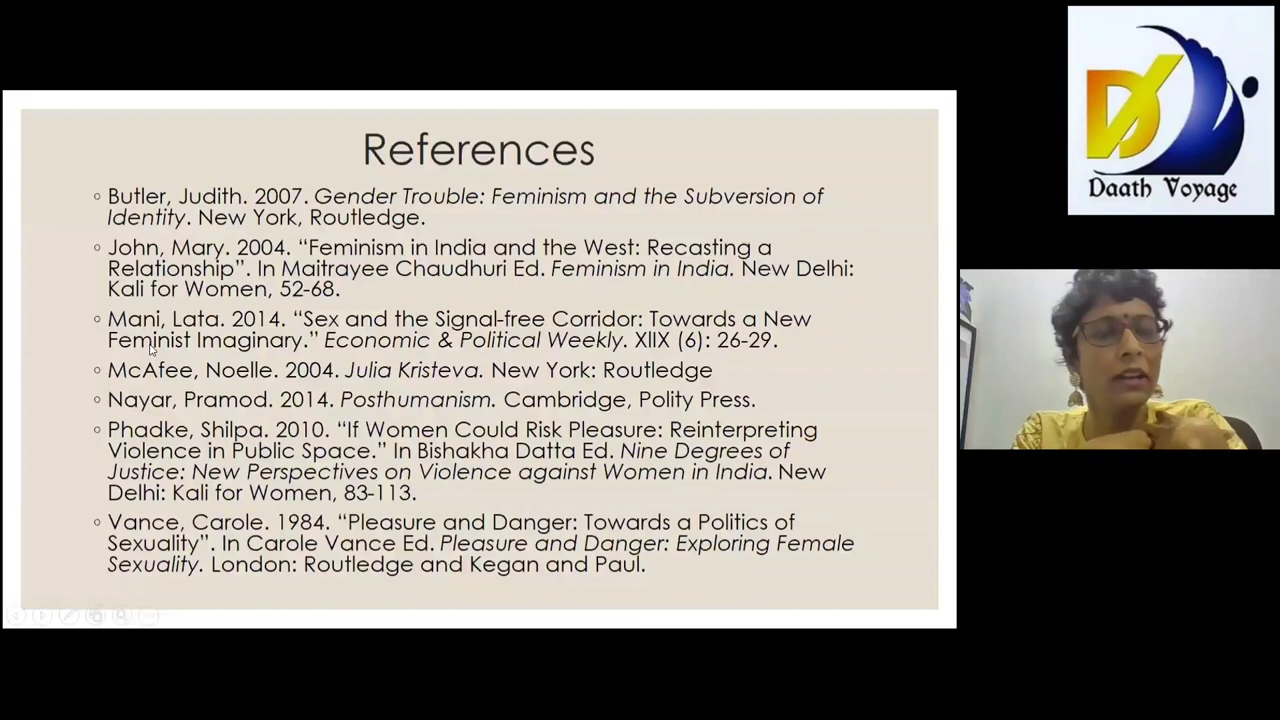 References
◦ Butler, Judith. 2007. Gender Trouble: Feminism and the Subversion of
Identity. New York, Routledge.
◦ John, Mary. 2004. “Feminism in India and the West: Recasting a
Relationship”. In Maitrayee Chaudhuri Ed. Feminism in India. New Delhi:
Kali for Women, 52-68.
◦ Mani, Lata. 2014. “Sex and the Signal-free Corridor: Towards a New
Feminist Imaginary.” Economic & Political Weekly. XIIX (6): 26-29.
◦ McAfee, Noelle. 2004. Julia Kristeva. New York: Routledge
◦ Nayar, Pramod. 2014. Posthumanism. Cambridge, Polity Press.
◦ Phadke, Shilpa. 2010. “If Women Could Risk Pleasure: Reinterpreting
Violence in Public Space.” In Bishakha Datta Ed. Nine Degrees of
Justice: New Perspectives on Violence against Women in India. New
Delhi: Kali for Women, 83-113.
◦ Vance, Carole. 1984. “Pleasure and Danger: Towards a Politics of
Sexuality”. In Carole Vance Ed. Pleasure and Danger: Exploring Female
Sexuality. London: Routledge and Kegan and Paul.
D
Daath Voyage